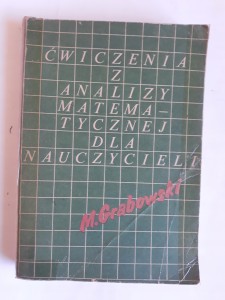 ĆWICZENIA
Z
ANALIZY
MATEMA-
TYCZNEJ
DLA
NAUCZYCIELI
M. Grabowski